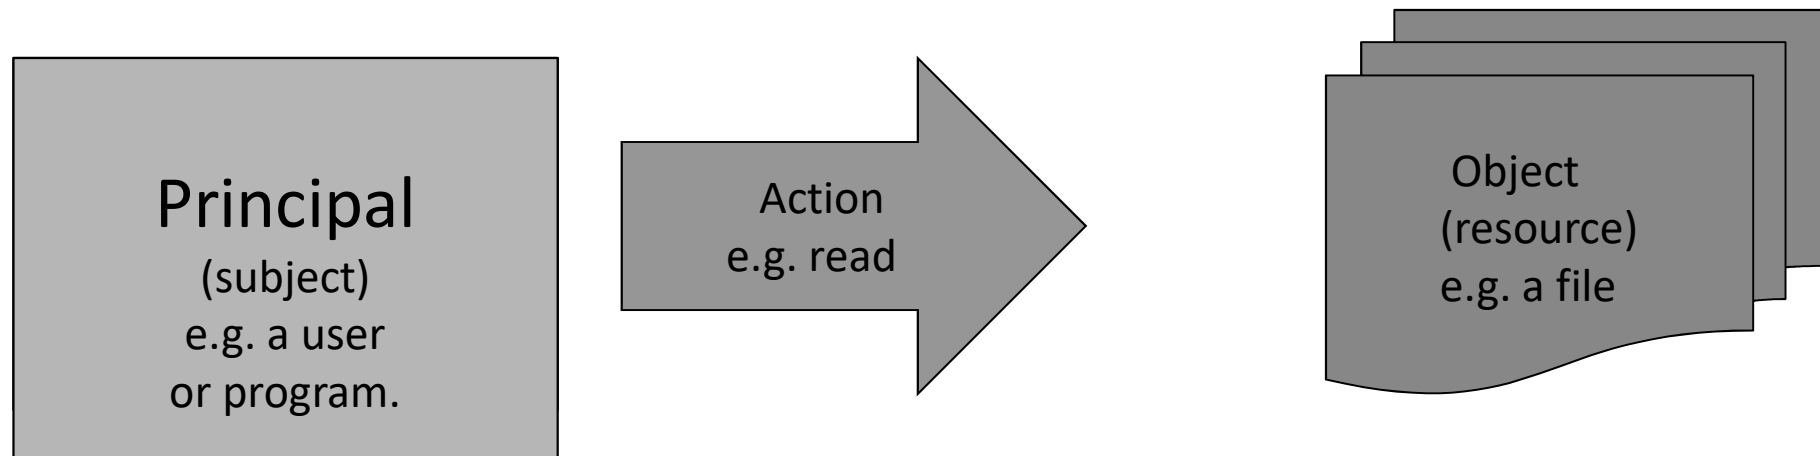 Principal
(subject)
e.g. a user
or program.
Action
e.g. read
Object
(resource)
e.g. a file